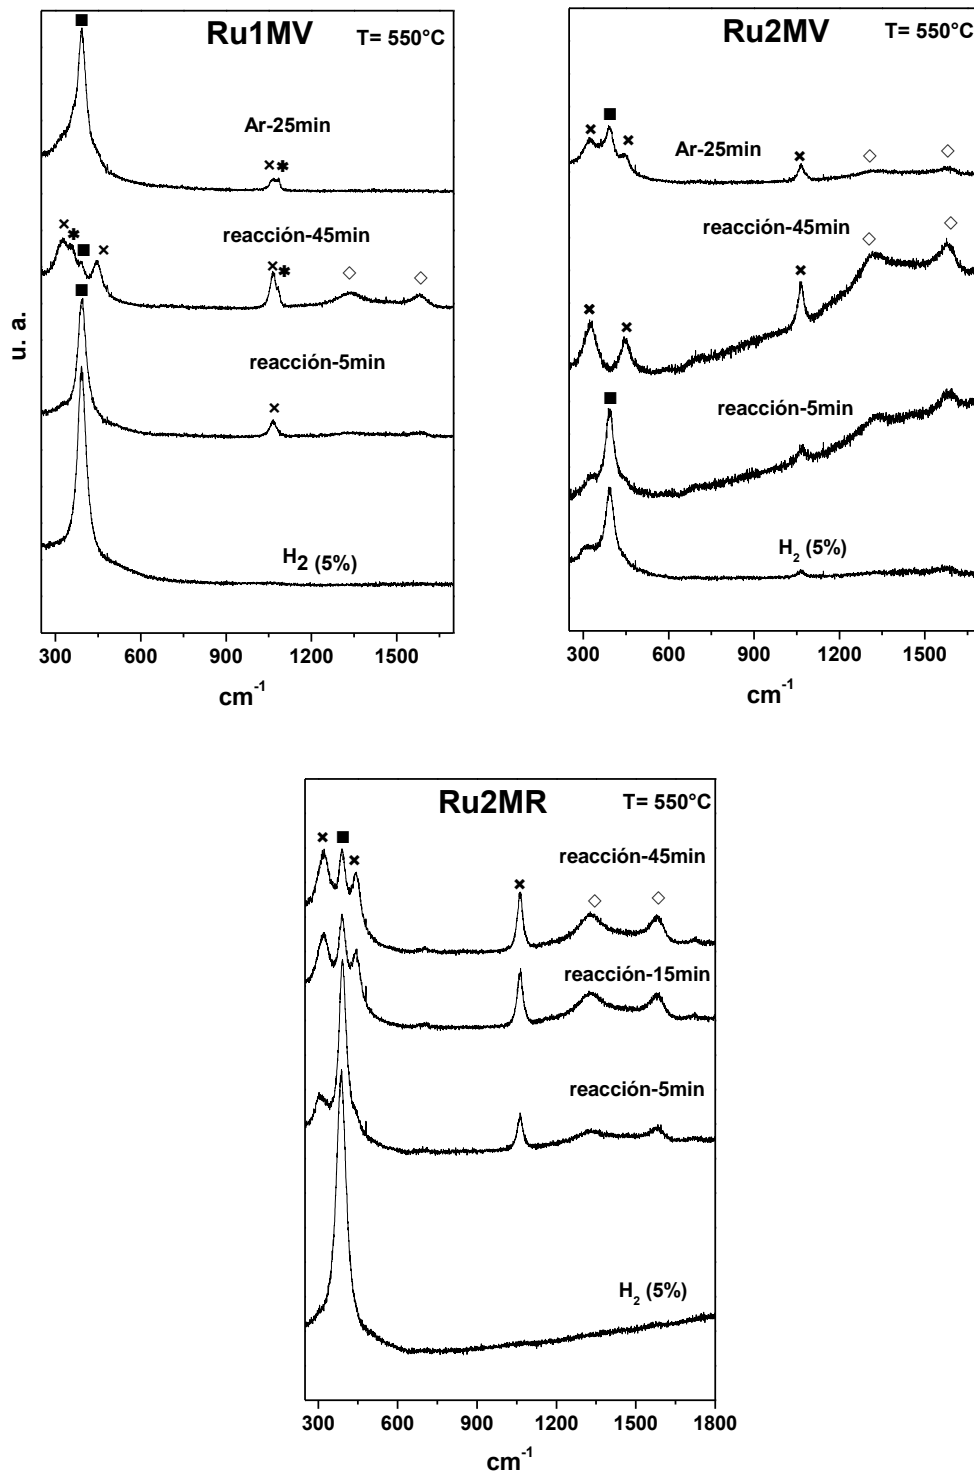 Ru1MV
T= 550°C
Ar-25min
reacción-45min
reacción-5min
H2 (5%)
u. a.
300 600 900 1200 1500
cm-1
Ru2MV
T= 550°C
Ar-25min
reacción-45min
reacción-5min
H2 (5%)
300 600 900 1200 1500
cm-1
Ru2MR
T= 550°C
reacción-45min
reacción-15min
reacción-5min
H2 (5%)
300 600 900 1200 1500 1800
cm-1